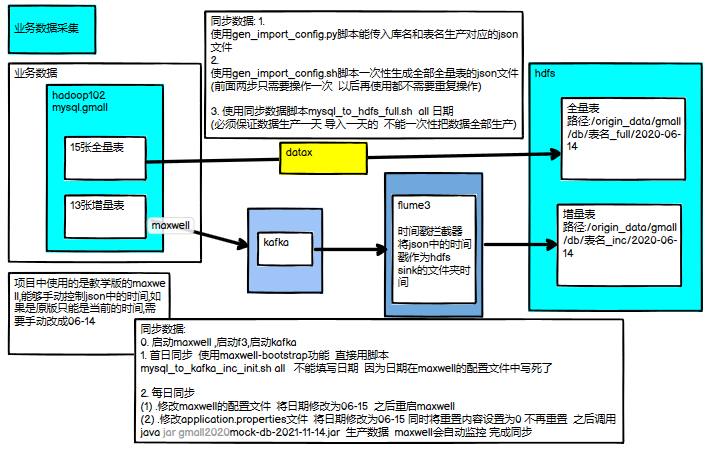 业务数据采集
同步数据: 1.
使用gen_import_config.py脚本能传入库名和表名生产对应的json
文件
2.
使用gen_import_config.sh脚本一次性生成全部全量表的json文件
(前面两步只需要操作一次 以后再使用都不需要重复操作)
3. 使用同步数据脚本mysql_to_hdfs_full.sh all 日期
(必须保证数据生产一天 导入一天的 不能一次性把数据全部生产)
业务数据
hadoop102
mysql.gmall
15张全量表
13张增量表
datax
maxwell
kafka
flume3
时间戳拦截器
将json中的时间
戳作为hdfs
sink的文件夹时
间
hdfs
全量表
路径:/origin_data/gmall
/db/表名_full/2020-06-
14
增量表
路径:/origin_data/gmall
/db/表名_inc/2020-06-
14
项目中使用的是教学版的maxwe
ll,能够手动控制json中的时间,如
果是原版只能是当前的时间,需
要手动改成06-14
同步数据:
0. 启动maxwell ,启动f3,启动kafka
1. 首日同步 使用maxwell-bootstrap功能 直接用脚本
mysql_to_kafka_inc_init.sh all 不能填写日期 因为日期在maxwell的配置文件中写死了
2. 每日同步
(1) .修改maxwell的配置文件 将日期修改为06-15 之后重启maxwell
(2) .修改application.properties文件 将日期修改为06-15 同时将重置内容设置为0 不再重置 之后调用
java jar gmall2020mock-db-2021-11-14.jar 生产数据 maxwell会自动监控 完成同步